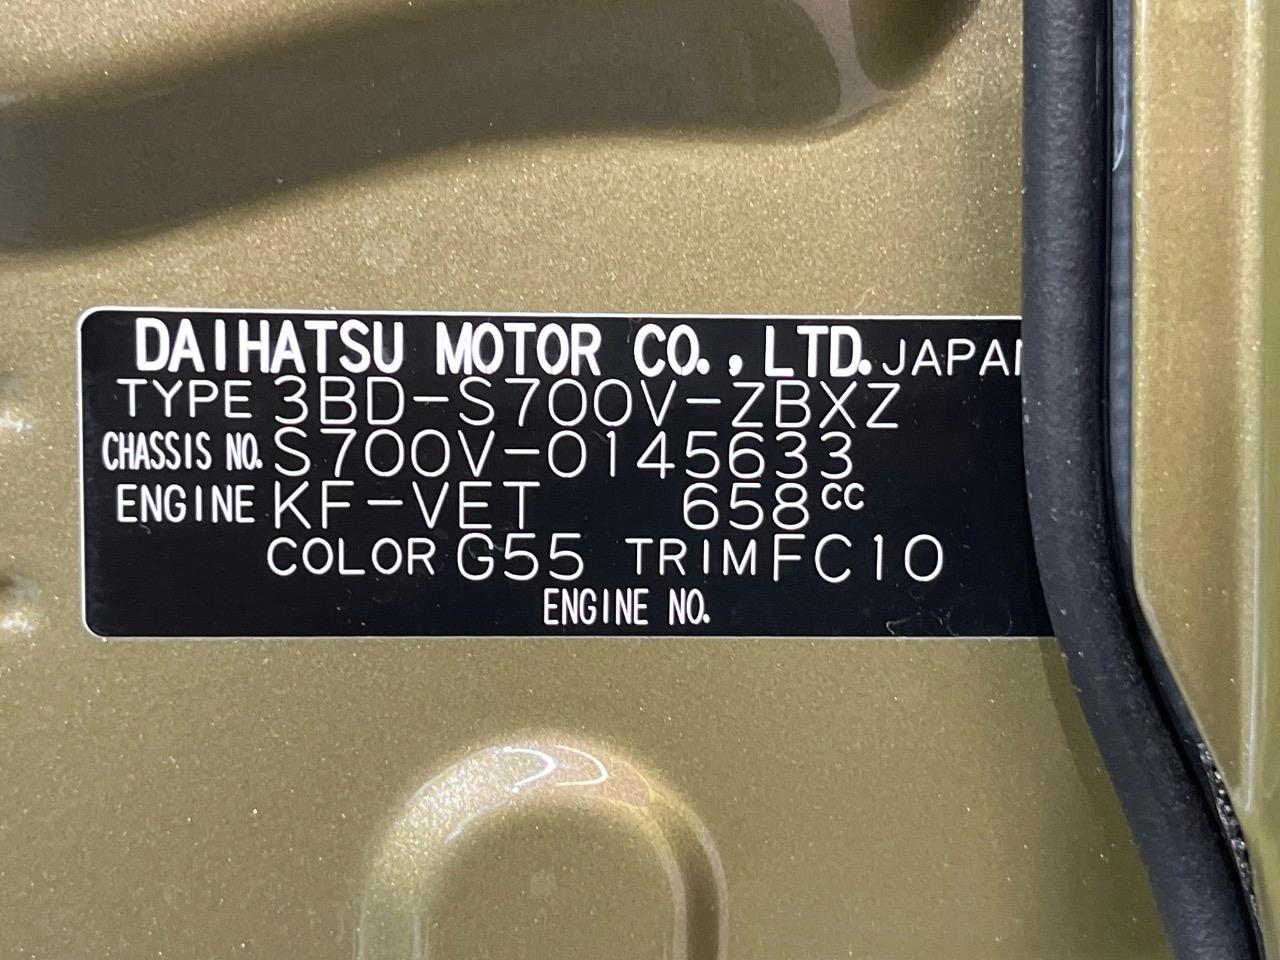 DAIHATSU MOTOR CO., LTD. JAPAN
TYPE 3BD-S700V-ZBXZ
CHASSIS NO. S700V-0145633
ENGINE KF-VET 658cc
COLOR G55 TRIM FC10
ENGINE NO.